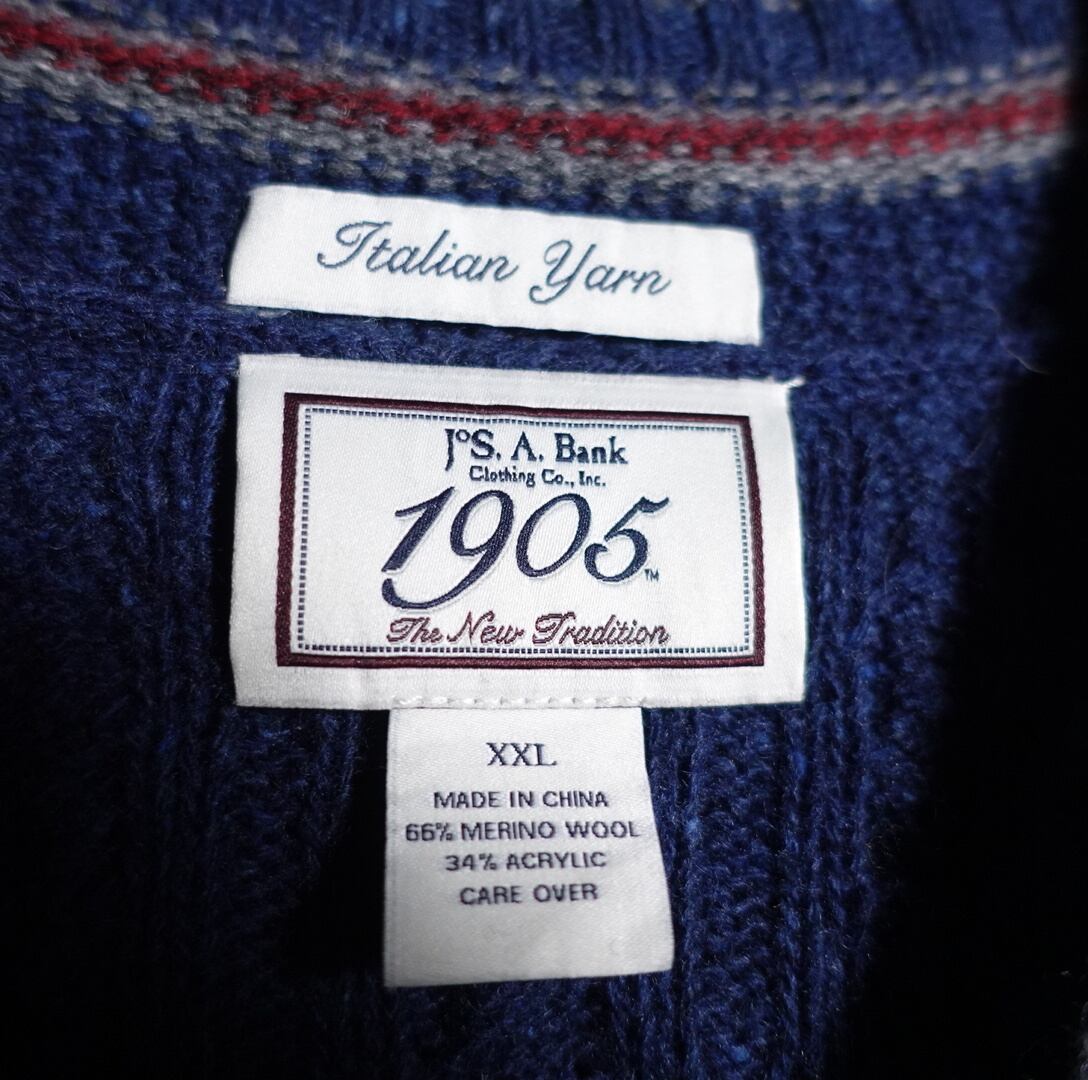 Italian Yarn
JoS. A. Bank
Clothing Co., Inc.
1905™
The New Tradition
XXL
MADE IN CHINA
66% MERINO WOOL
34% ACRYLIC
CARE OVER